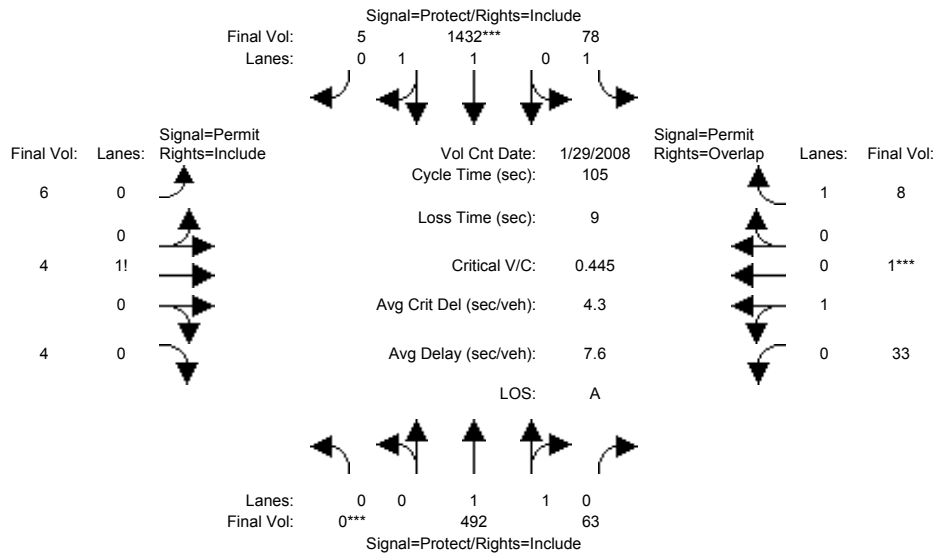 Signal=Protect/Rights=Include
Final Vol: 5 1432*** 78
Lanes: 0 1 1 0 1
Signal=Permit Signal=Permit
Final Vol: Lanes: Rights=Include Vol Cnt Date: 1/29/2008 Rights=Overlap Lanes: Final Vol:
Cycle Time (sec): 105
6 0 1 8
Loss Time (sec): 9
0 0
4 1! Critical V/C: 0.445 0 1***
0 Avg Crit Del (sec/veh): 4.3 1
4 0 Avg Delay (sec/veh): 7.6 0 33
LOS: A
Lanes: 0 0 1 1 0
Final Vol: 0*** 492 63
Signal=Protect/Rights=Include